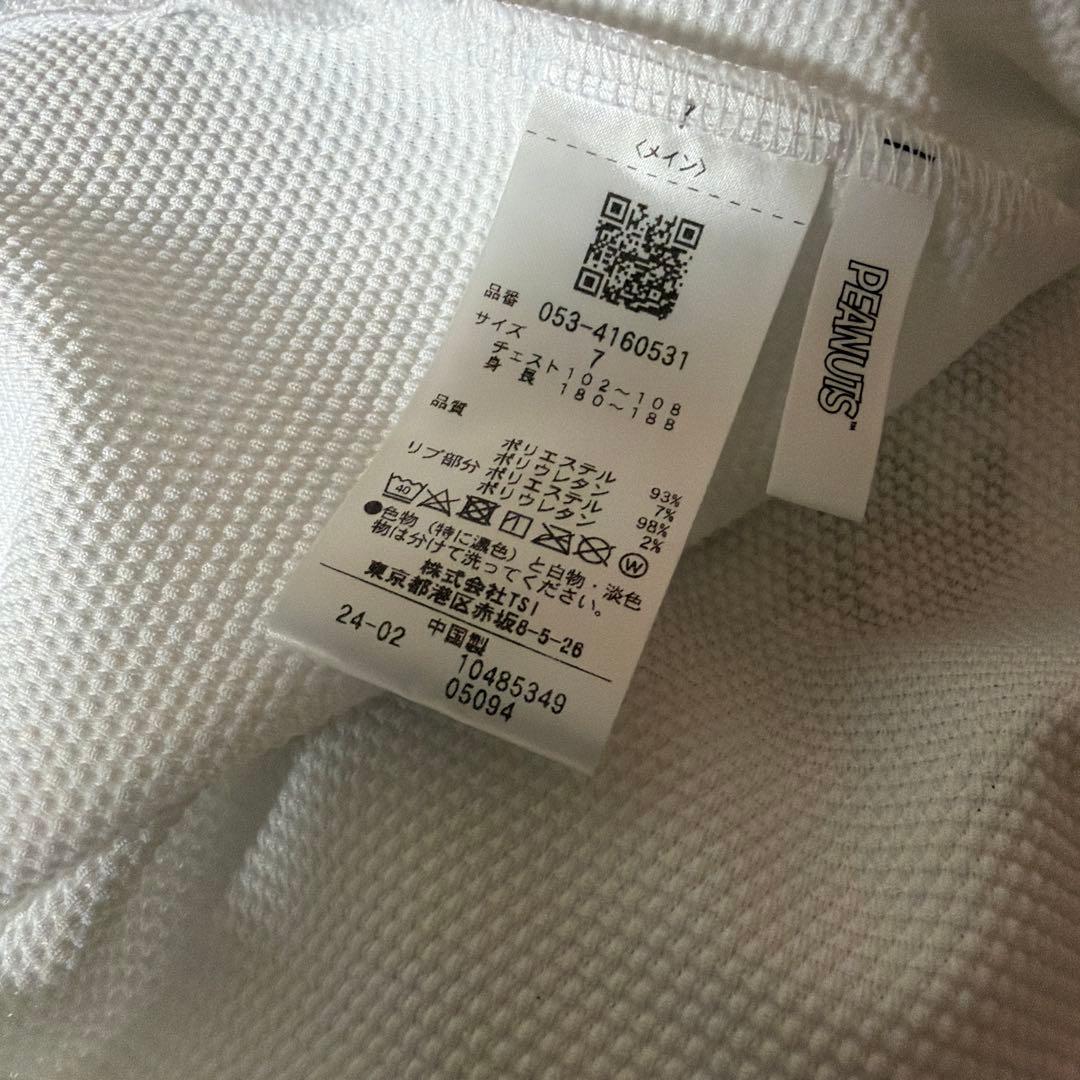 〈メイン〉
品番 053-4160531
サイズ 7
チェスト 102～108
身長 180～188
品質
ポリエステル 93%
ポリウレタン 7%
リブ部分 ポリエステル 98%
ポリウレタン 2%
40
W
●色物（特に濃色）と白物・淡色
物は分けて洗ってください。
株式会社TSI
東京都港区赤坂8-5-26
24-02 中国製
10485349
05094
PEANUTS™